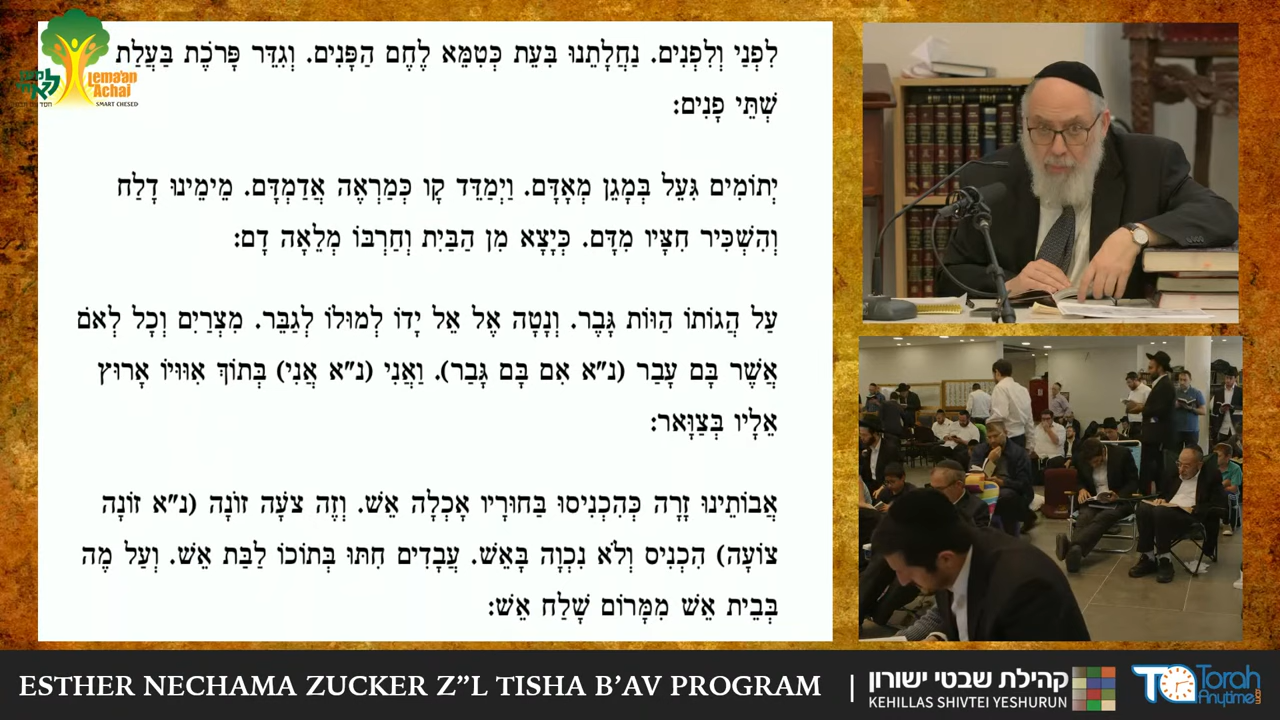 לִפְנַי וְלִפְנִים. נַחֲלָתֵנוּ בִּעֵת כְּטִמֵּא לֶחֶם הַפָּנִים. וְגִדֵּר פָּרֹכֶת בַּעֲלַת
שְׁתֵּי פָנִים:
יְתוֹמִים גִּעֵל בְּמָגֵן מְאָדָּם. וַיְמַדֵּד קָו כְּמַרְאֶה אֲדַמְדָּם. מֵימֵינוּ דָלַח
וְהִשְׁכִּיר חִצָּיו מִדָּם. כְּיָצָא מִן הַבַּיִת וְחַרְבּוֹ מְלֵאָה דָם:
עַל הֲגוֹתוֹ הַוּוֹת גָּבֶר. וְנָטָה אֶל אֵל יָדוֹ לְמוּלוֹ לְגַבֵּר. מִצְרַיִם וְכָל לְאֹם
אֲשֶׁר בָּם עָבַר (נ"א אִם בָּם גָּבַר). וַאֲנִי (נ"א אֲנִי) בְּתוֹךְ אִוּוּיוֹ אָרוּץ
אֵלָיו בְּצַוָּאר:
אֲבוֹתֵינוּ זָרָה כְּהִכְנִיסוּ בַּחוּרָיו אָכְלָה אֵשׁ. וְזֶה צֹעָה זוֹנָה (נ"א זוֹנָה
צוֹעָה) הִכְנִיס וְלֹא נִכְוָה בָּאֵשׁ. עֲבָדִים חִתּוּ בְּתוֹכוֹ לַבַּת אֵשׁ. וְעַל מֶה
בְּבֵית אֵשׁ מִמָּרוֹם שָׁלַח אֵשׁ:
Lema'an
Achai
SMART CHESED
ESTHER NECHAMA ZUCKER Z”L TISHA B’AV PROGRAM
קהילת שבטי ישורון
KEHILLAS SHIVTEI YESHURUN
Torah
Anytime